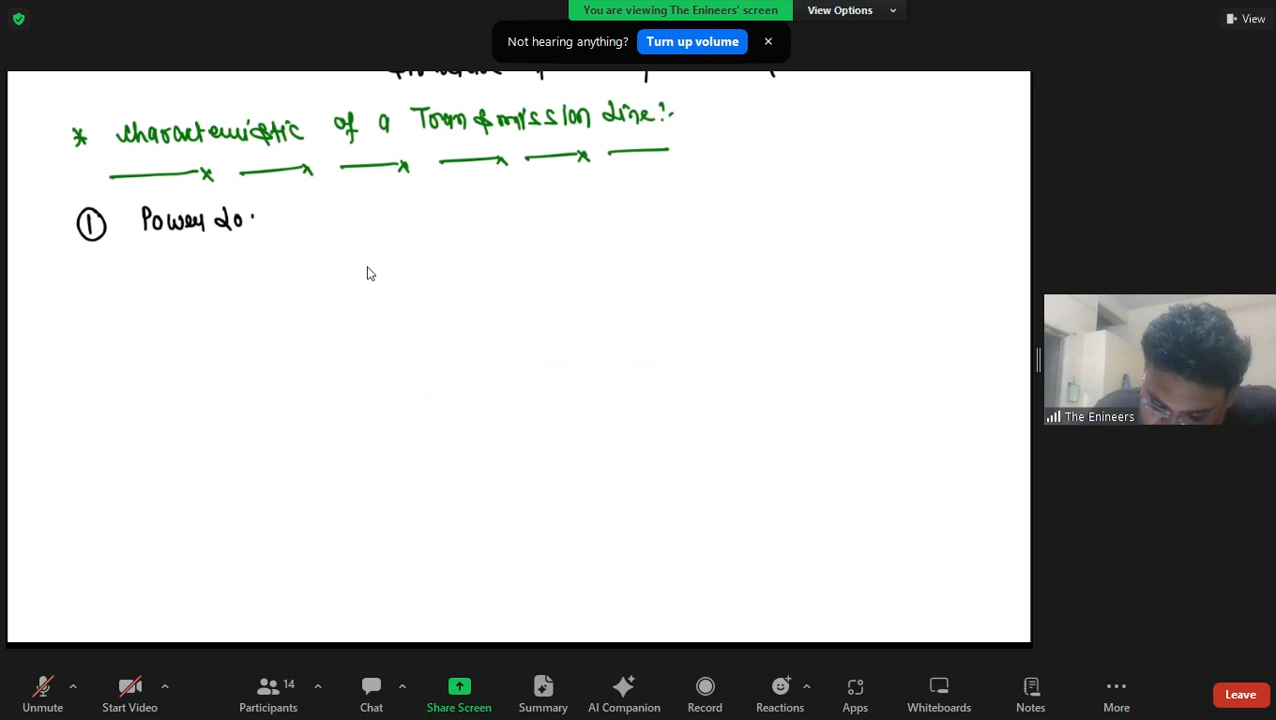 You are viewing The Enineers' screen
View Options
View
Not hearing anything?
Turn up volume
* Characteristic of a Transmission Line:-
① Power Lo
The Enineers
Unmute
Start Video
14
Participants
Chat
Share Screen
Summary
AI Companion
Record
Reactions
Apps
Whiteboards
Notes
More
Leave